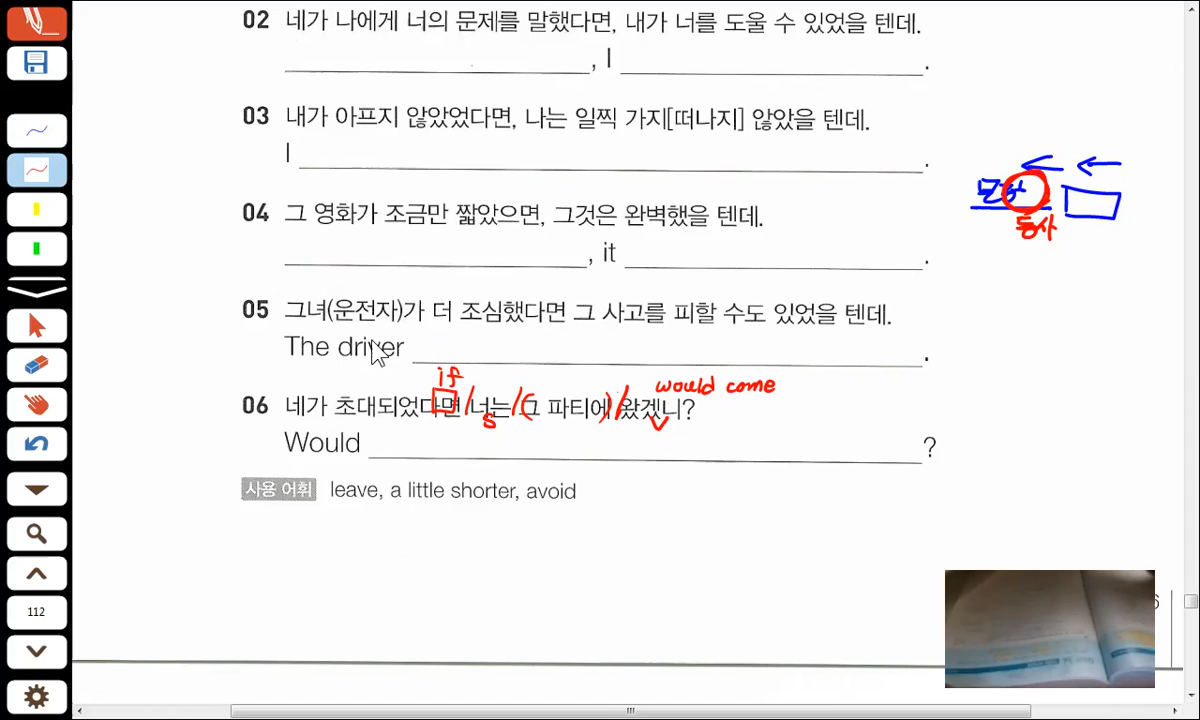 02 네가 나에게 너의 문제를 말했다면, 내가 너를 도울 수 있었을 텐데.
, I .
03 내가 아프지 않았었다면, 나는 일찍 가지[떠나지] 않았을 텐데.
I .
04 그 영화가 조금만 짧았으면, 그것은 완벽했을 텐데.
동사
, it .
05 그녀(운전자)가 더 조심했다면 그 사고를 피할 수도 있었을 텐데.
The driver .
if would come
06 네가 초대되었다면 / 너는 / ( 그 파티에 ) / 왔겠니?
s v
Would ?
사용 어휘 leave, a little shorter, avoid
112
6